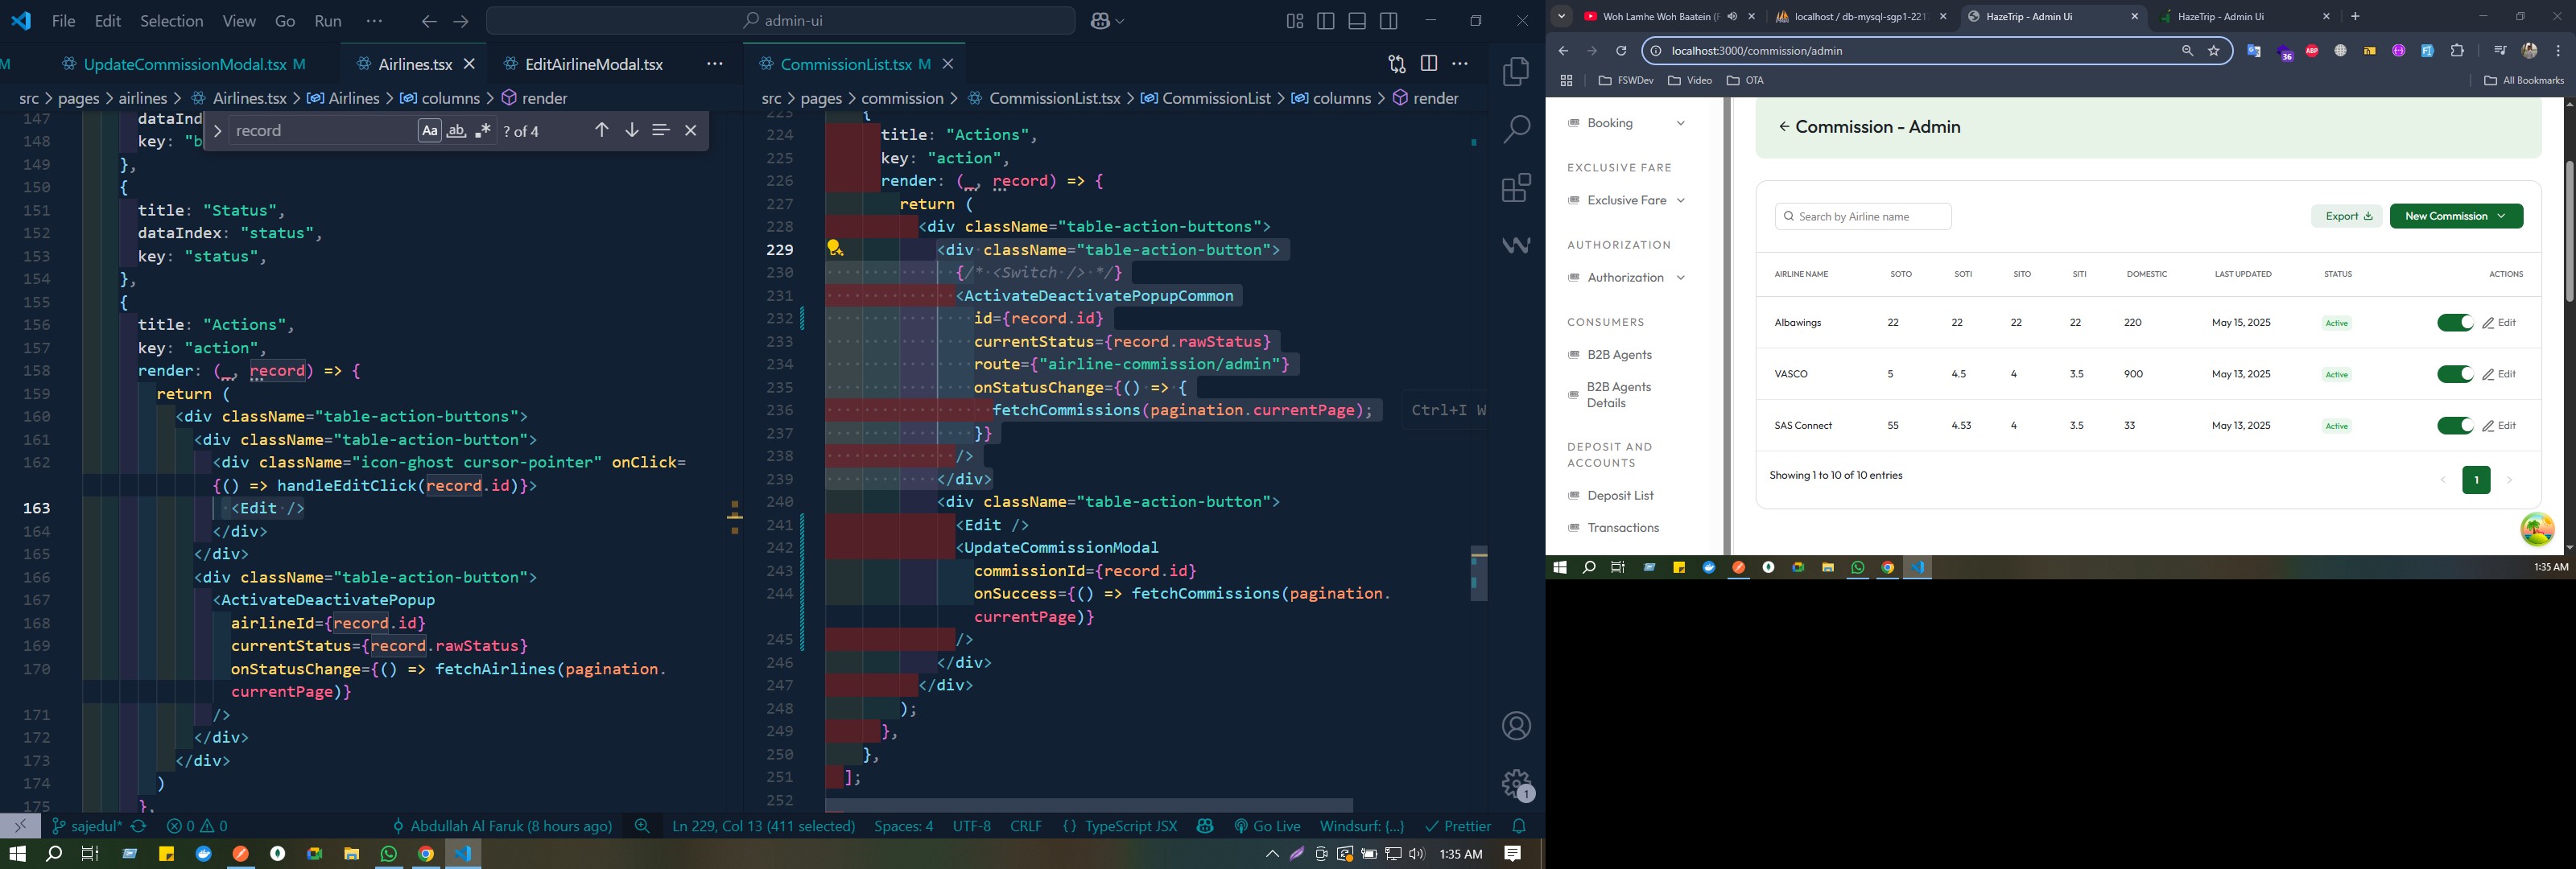 File Edit Selection View Go Run ··· admin-ui
M UpdateCommissionModal.tsx M Airlines.tsx EditAirlineModal.tsx ···
src > pages > airlines > Airlines.tsx > Airlines > columns > render
record Aa ab ? of 4
147 dataInd
148 key: "b
149 },
150 {
151 title: "Status",
152 dataIndex: "status",
153 key: "status",
154 },
155 {
156 title: "Actions",
157 key: "action",
158 render: (_, record) => {
159 return (
160 <div className="table-action-buttons">
161 <div className="table-action-button">
162 <div className="icon-ghost cursor-pointer" onClick=
{() => handleEditClick(record.id)}>
163 <Edit />
164 </div>
165 </div>
166 <div className="table-action-button">
167 <ActivateDeactivatePopup
168 airlineId={record.id}
169 currentStatus={record.rawStatus}
170 onStatusChange={() => fetchAirlines(pagination.
currentPage)}
171 />
172 </div>
173 </div>
174 )
175 },
CommissionList.tsx M
src > pages > commission > CommissionList.tsx > CommissionList > columns > render
223 {
224 title: "Actions",
225 key: "action",
226 render: (_, record) => {
227 return (
228 <div className="table-action-buttons">
229 <div className="table-action-button">
230 {/* <Switch /> */}
231 <ActivateDeactivatePopupCommon
232 id={record.id}
233 currentStatus={record.rawStatus}
234 route={"airline-commission/admin"}
235 onStatusChange={() => {
236 fetchCommissions(pagination.currentPage); Ctrl+I W
237 }}
238 />
239 </div>
240 <div className="table-action-button">
241 <Edit />
242 <UpdateCommissionModal
243 commissionId={record.id}
244 onSuccess={() => fetchCommissions(pagination.
currentPage)}
245 />
246 </div>
247 </div>
248 );
249 },
250 },
251 ];
252
1
sajedul* 0 0 Abdullah Al Faruk (8 hours ago) Ln 229, Col 13 (411 selected) Spaces: 4 UTF-8 CRLF {} TypeScript JSX Go Live Windsurf: {...} Prettier
1:35 AM
Woh Lamhe Woh Baatein (F localhost / db-mysql-sgp1-221 HazeTrip - Admin Ui HazeTrip - Admin Ui
localhost:3000/commission/admin
36
ABP
FSWDev Video OTA All Bookmarks
Booking
EXCLUSIVE FARE
Exclusive Fare
AUTHORIZATION
Authorization
CONSUMERS
B2B Agents
B2B Agents
Details
DEPOSIT AND
ACCOUNTS
Deposit List
Transactions
Commission - Admin
Search by Airline name Export New Commission
AIRLINE NAME SOTO SOTI SITO SITI DOMESTIC LAST UPDATED STATUS ACTIONS
Albawings 22 22 22 22 220 May 15, 2025 Active Edit
VASCO 5 4.5 4 3.5 900 May 13, 2025 Active Edit
SAS Connect 55 4.53 4 3.5 33 May 13, 2025 Active Edit
Showing 1 to 10 of 10 entries 1
1:35 AM